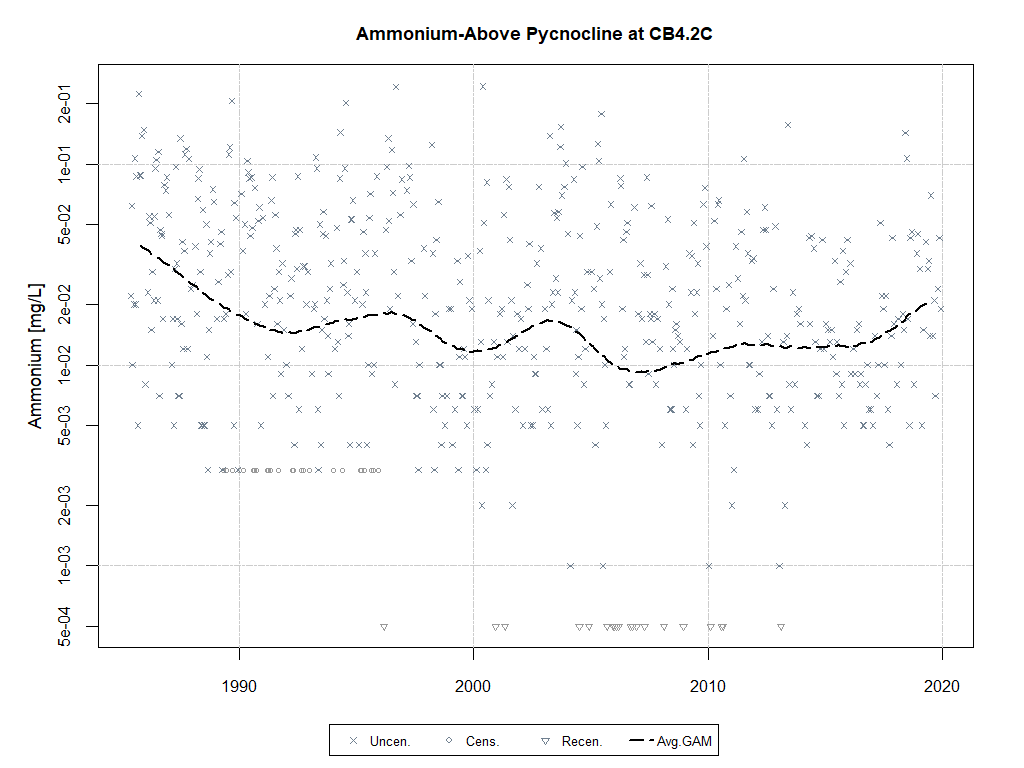 Ammonium-Above Pycnocline at CB4.2C
Ammonium [mg/L]
2e-01
1e-01
5e-02
2e-02
1e-02
5e-03
2e-03
1e-03
5e-04
1990 2000 2010 2020
Uncen. Cens. Recen. Avg.GAM